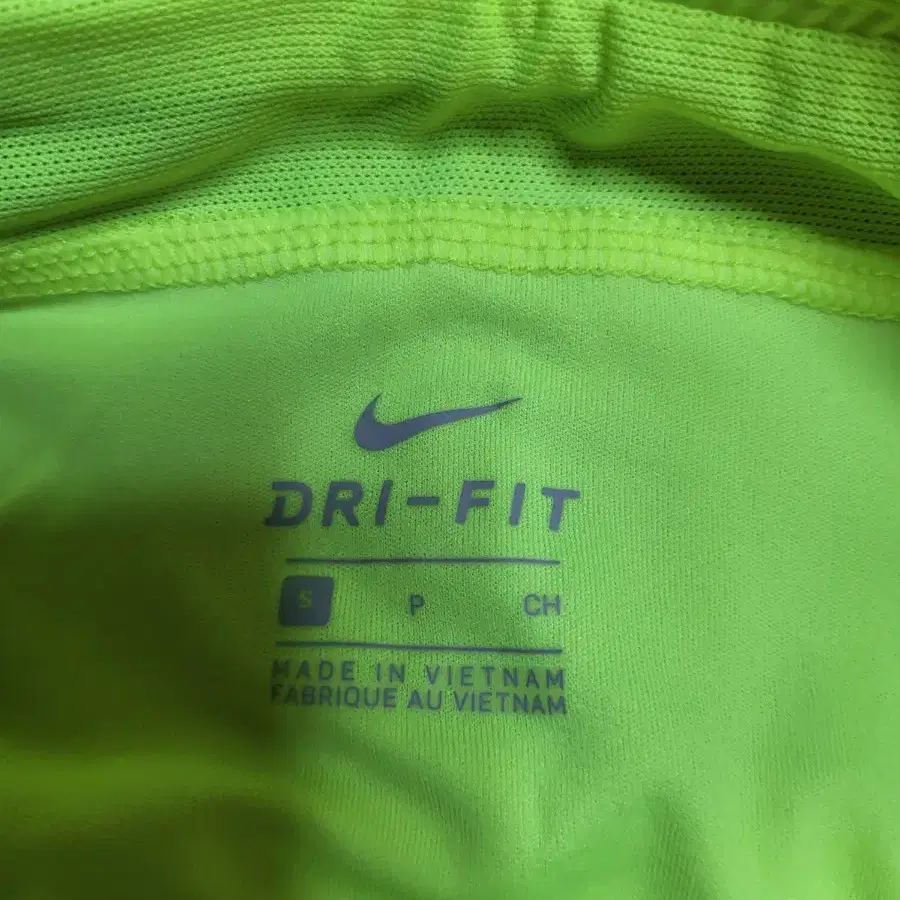 DRI-FIT
S P CH
MADE IN VIETNAM
FABRIQUE AU VIETNAM